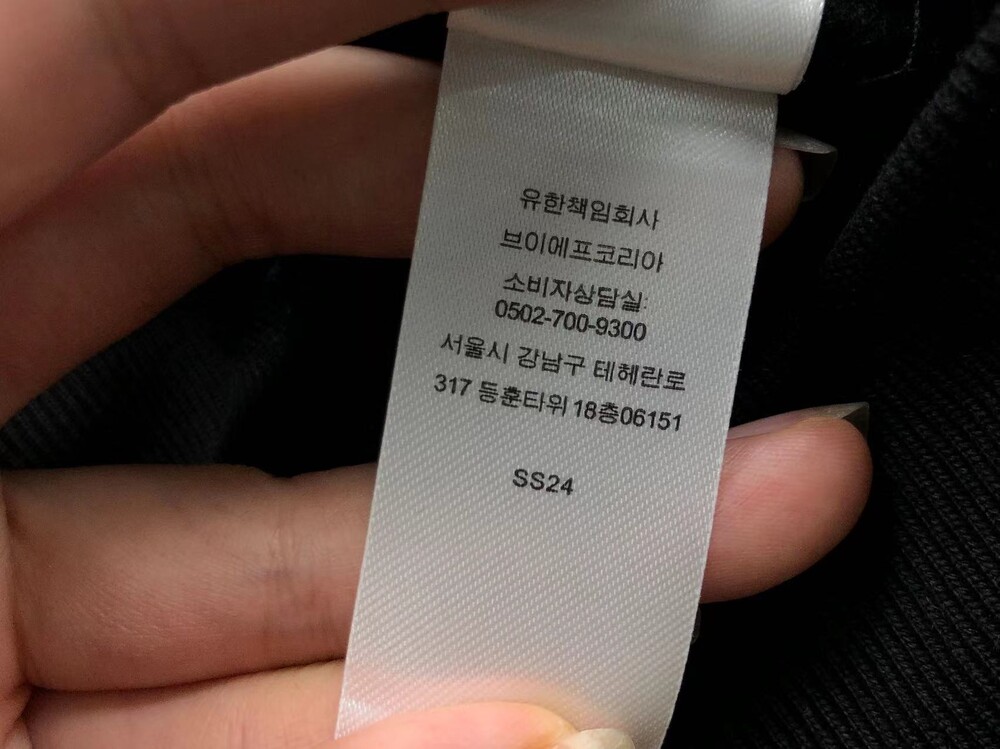 유한책임회사
브이에프코리아
소비자상담실:
0502-700-9300
서울시 강남구 테헤란로
317 등훈타위 18층06151
SS24